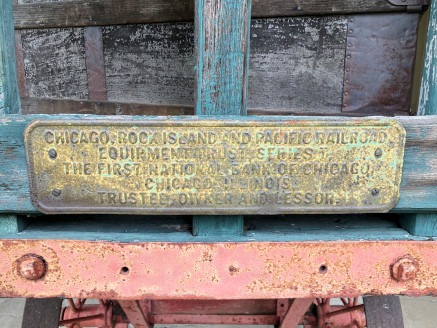 CHICAGO, ROCK ISLAND AND PACIFIC RAILROAD
EQUIPMENT TRUST, SERIES
THE FIRST NATIONAL BANK OF CHICAGO,
CHICAGO, ILLINOIS
TRUSTEE, OWNER AND LESSOR.